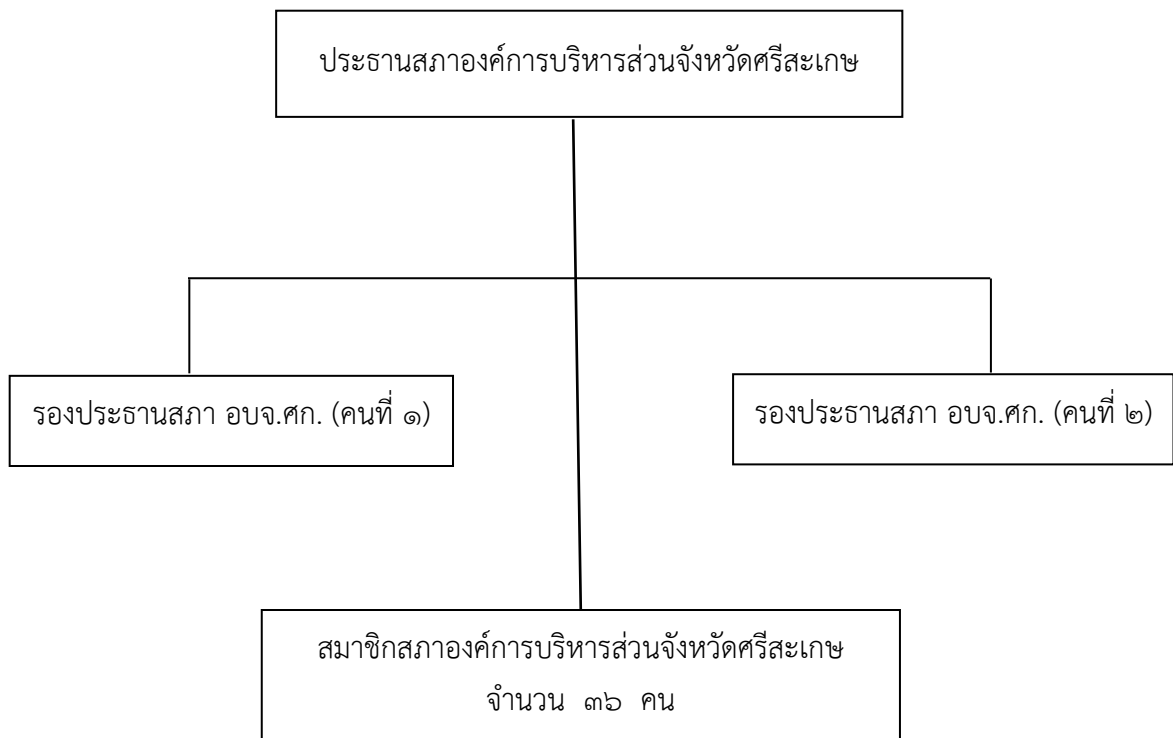 ประธานสภาองค์การบริหารส่วนจังหวัดศรีสะเกษ
รองประธานสภา อบจ.ศก. (คนที่ ๑)
รองประธานสภา อบจ.ศก. (คนที่ ๒)
สมาชิกสภาองค์การบริหารส่วนจังหวัดศรีสะเกษ
จำนวน ๓๖ คน